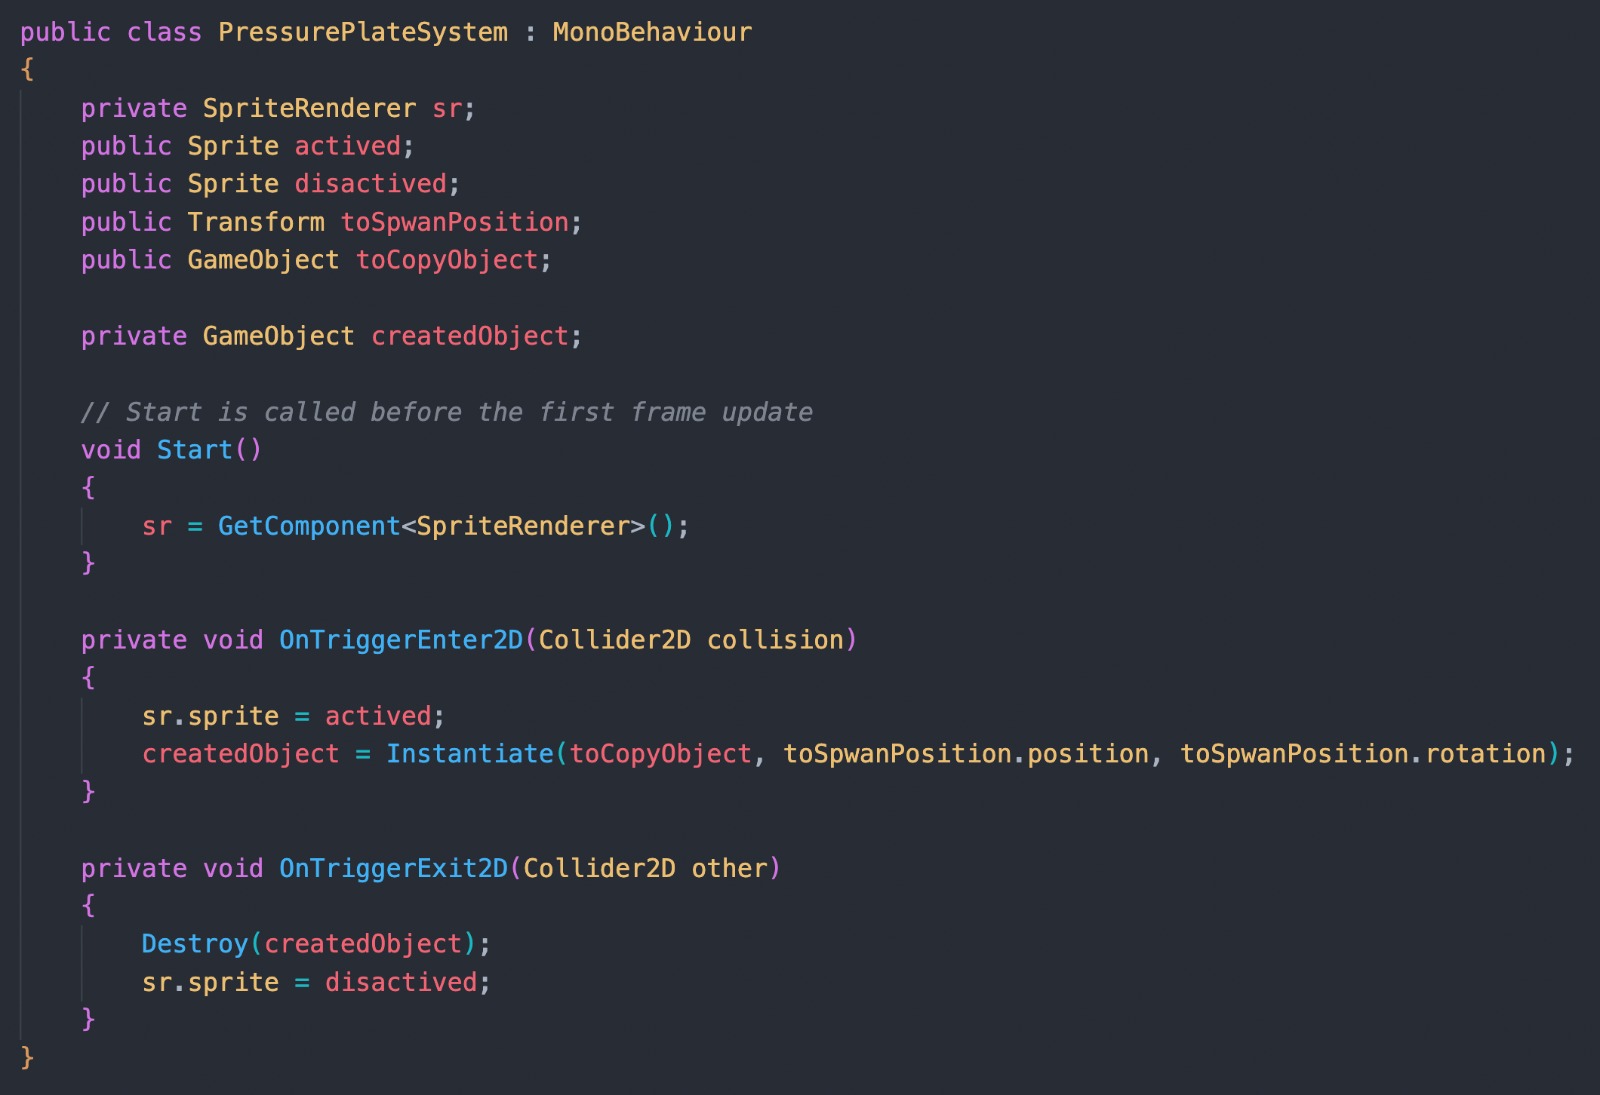 public class PressurePlateSystem : MonoBehaviour
{
    private SpriteRenderer sr;
    public Sprite actived;
    public Sprite disactived;
    public Transform toSpwanPosition;
    public GameObject toCopyObject;

    private GameObject createdObject;

    // Start is called before the first frame update
    void Start()
    {
        sr = GetComponent<SpriteRenderer>();
    }

    private void OnTriggerEnter2D(Collider2D collision)
    {
        sr.sprite = actived;
        createdObject = Instantiate(toCopyObject, toSpwanPosition.position, toSpwanPosition.rotation);
    }

    private void OnTriggerExit2D(Collider2D other)
    {
        Destroy(createdObject);
        sr.sprite = disactived;
    }
}